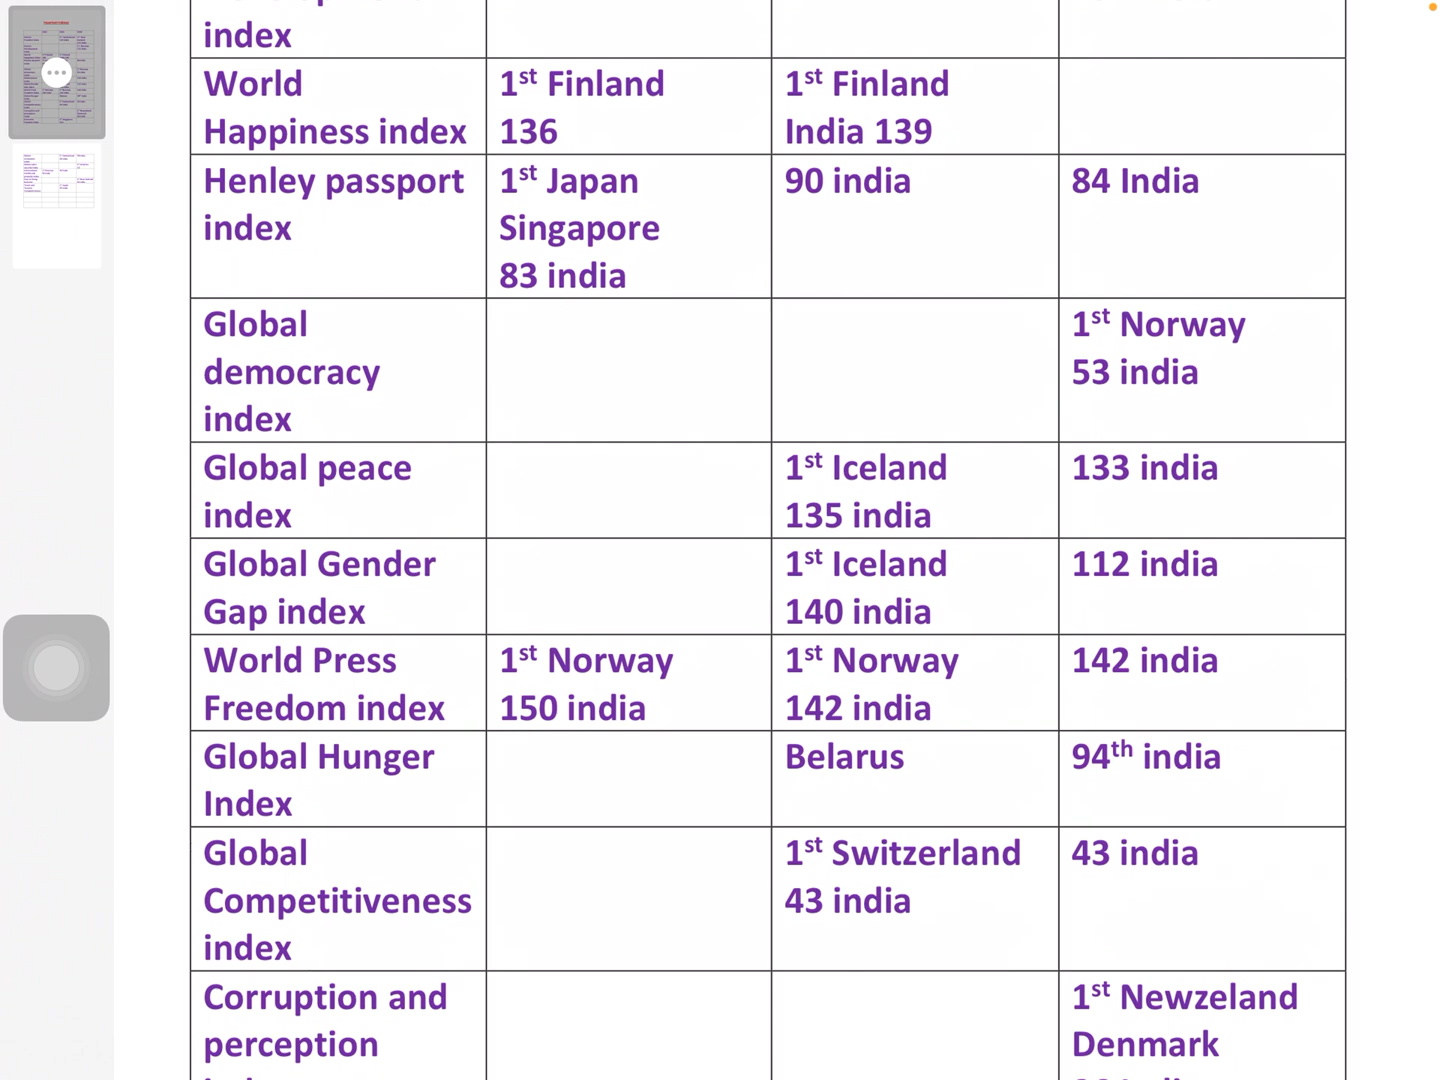 index
World
Happiness index
1st Finland
136
1st Finland
India 139
Henley passport
index
1st Japan
Singapore
83 india
90 india
84 India
Global
democracy
index
1st Norway
53 india
Global peace
index
1st Iceland
135 india
133 india
Global Gender
Gap index
1st Iceland
140 india
112 india
World Press
Freedom index
1st Norway
150 india
1st Norway
142 india
142 india
Global Hunger
Index
Belarus
94th india
Global
Competitiveness
index
1st Switzerland
43 india
43 india
Corruption and
perception
1st Newzeland
Denmark